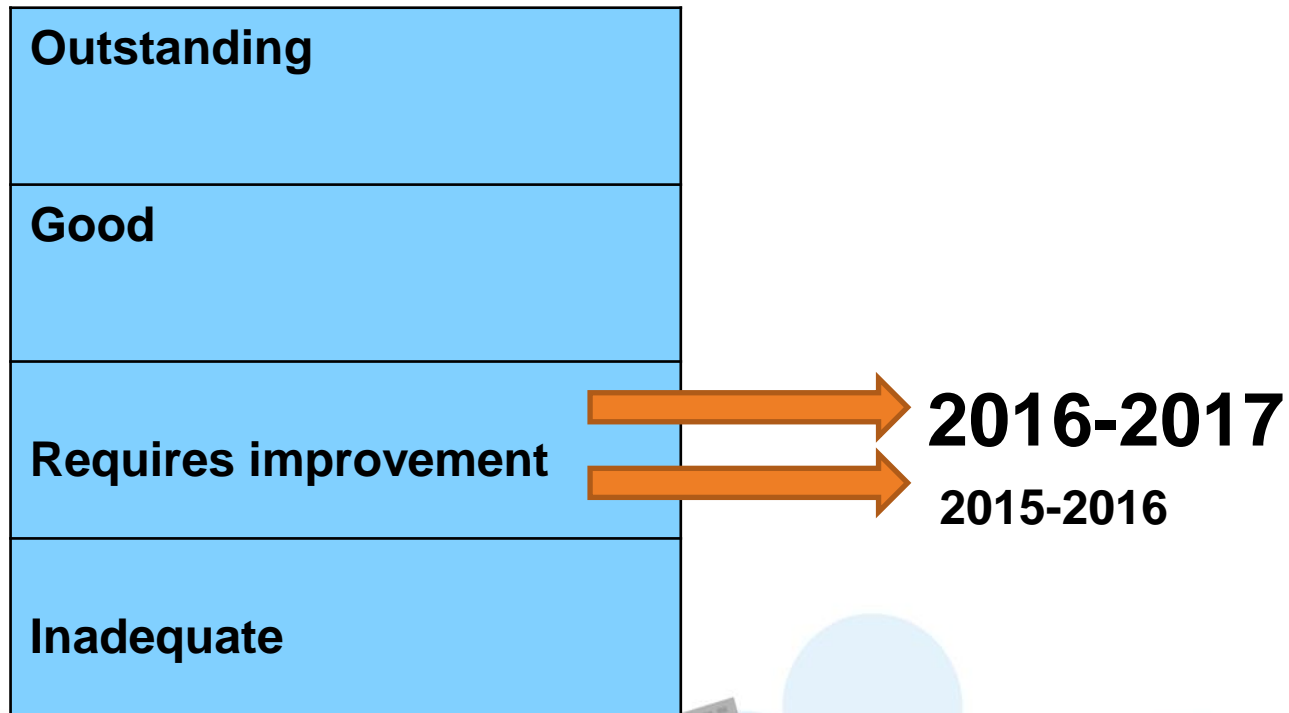 Outstanding
Good
Requires improvement
2016-2017
2015-2016
Inadequate